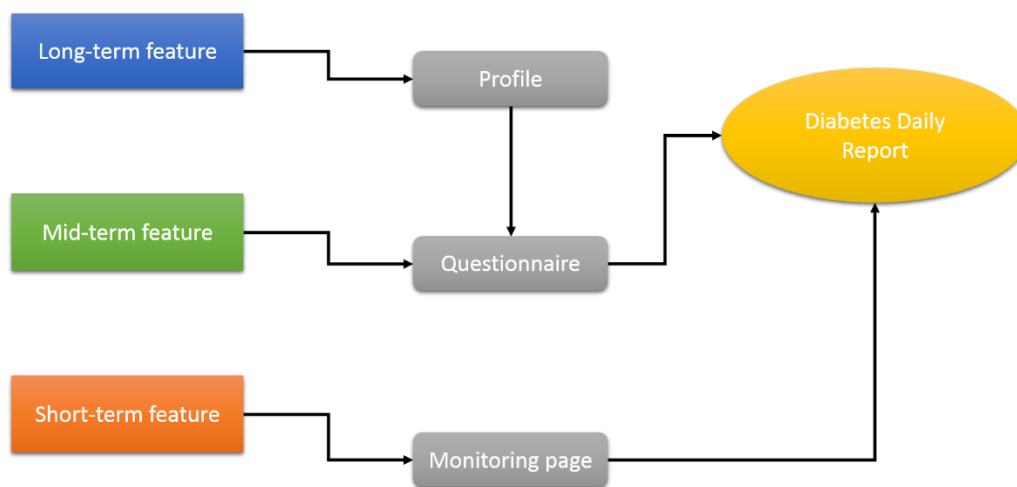 Long-term feature
Profile
Diabetes Daily
Report
Mid-term feature
Questionnaire
Short-term feature
Monitoring page